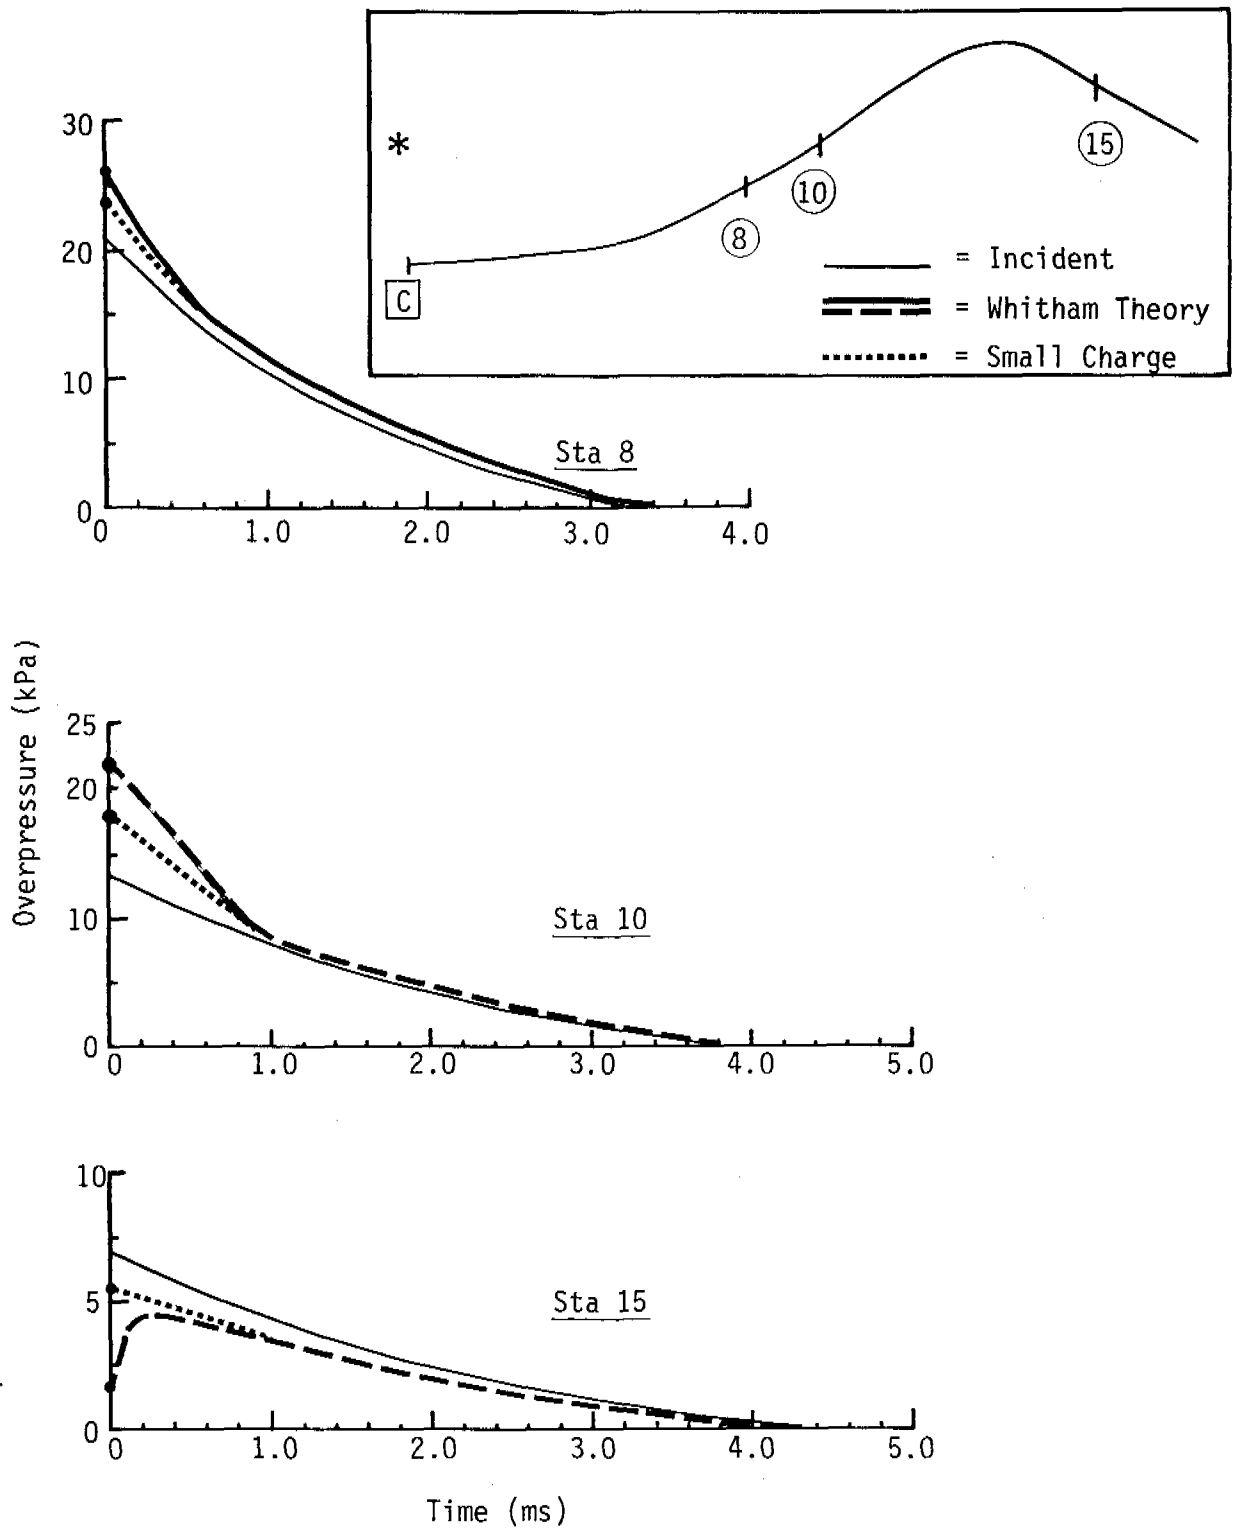 *
C
8
10
15
= Incident
= Whitham Theory
= Small Charge
30
20
10
0
0 1.0 2.0 3.0 4.0
Sta 8
Overpressure (kPa)
25
20
10
0
0 1.0 2.0 3.0 4.0 5.0
Sta 10
10
5
0
0 1.0 2.0 3.0 4.0 5.0
Sta 15
Time (ms)